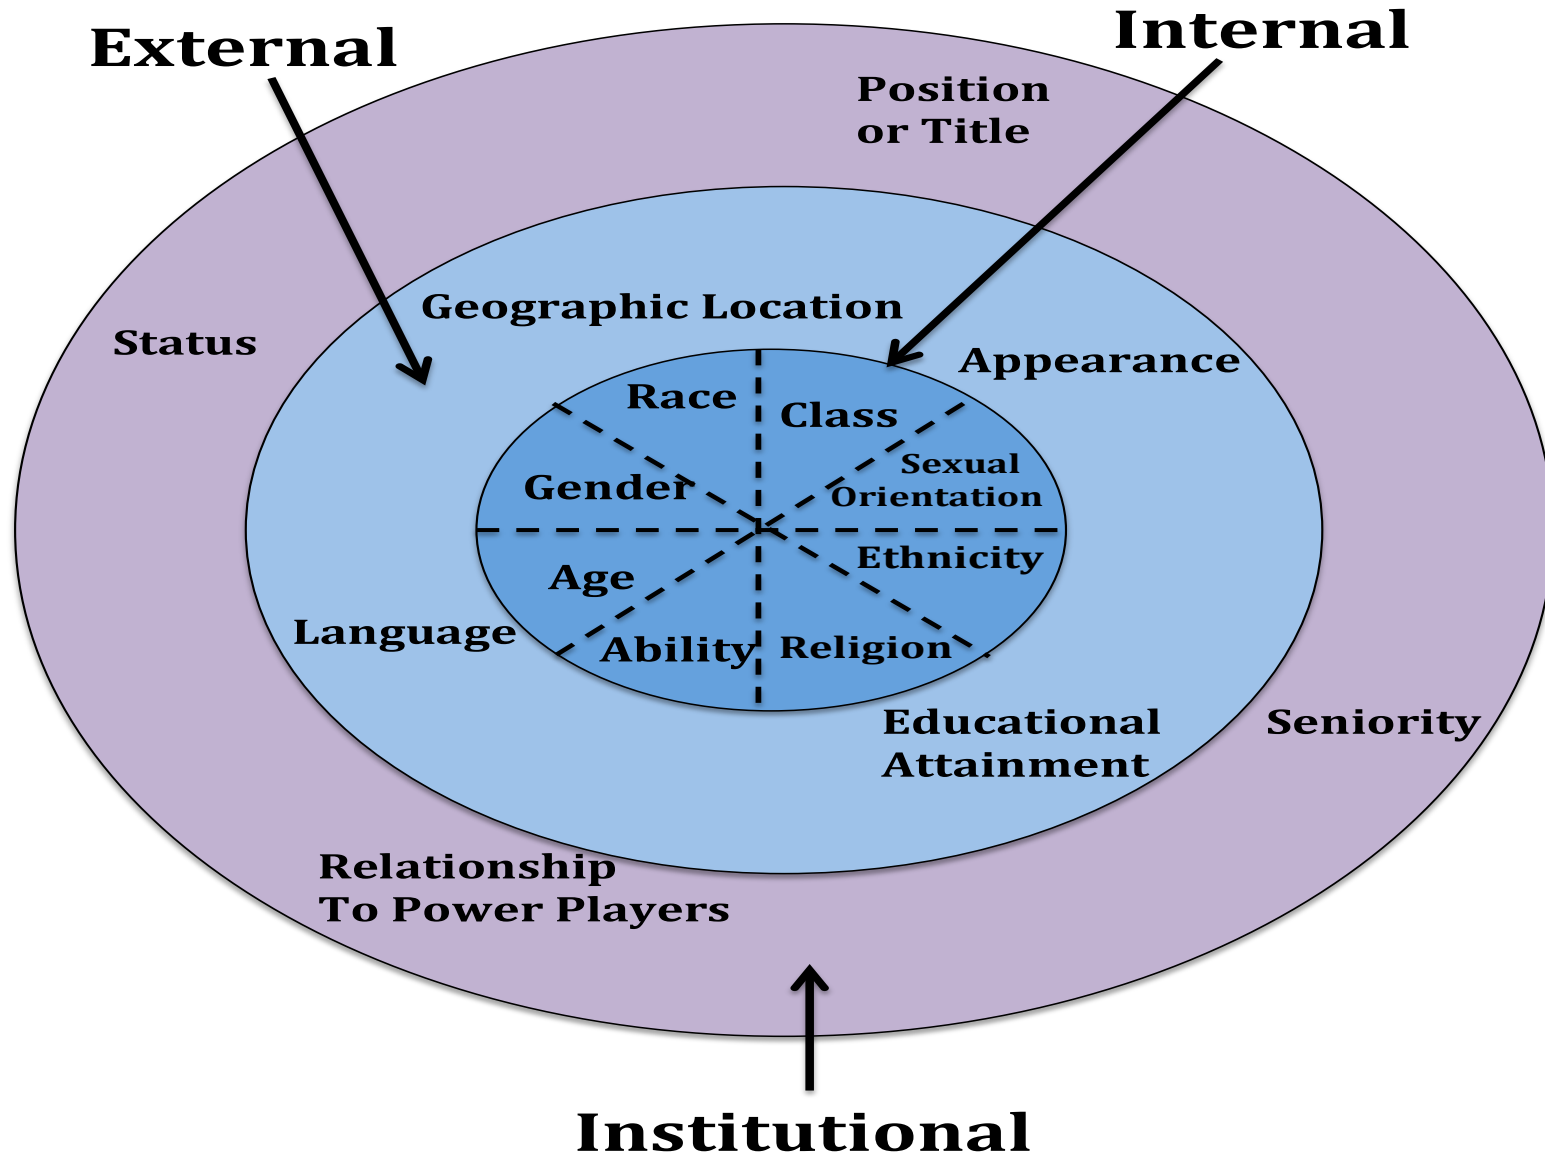 External
Internal
Position
or Title
Geographic Location
Status
Appearance
Race
Class
Sexual
Orientation
Gender
Ethnicity
Age
Language
Ability
Religion
Educational
Attainment
Seniority
Relationship
To Power Players
Institutional